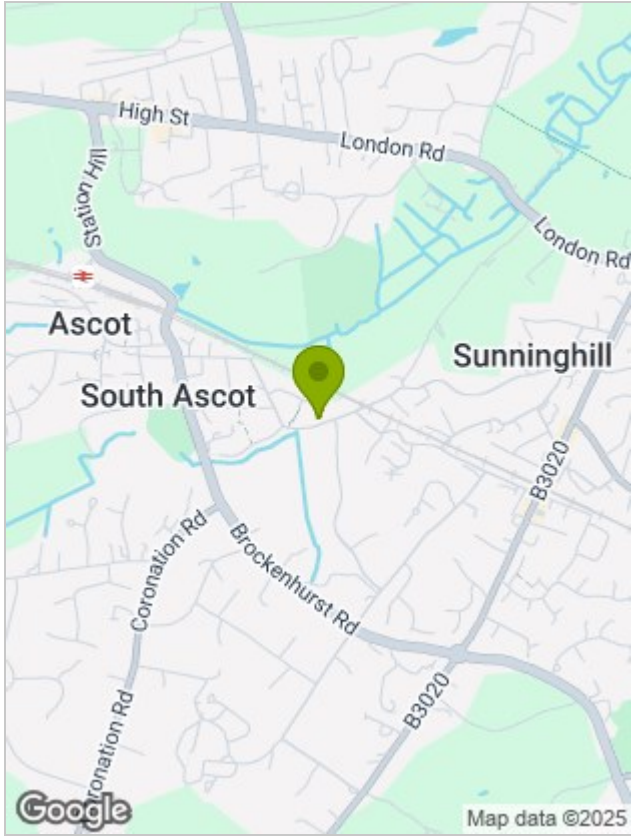 High St
London Rd
Station Hill
London Rd
Ascot
Sunninghill
South Ascot
B3020
Coronation Rd
Brockenhurst Rd
B3020
oronation Rd
Google
Map data ©2025